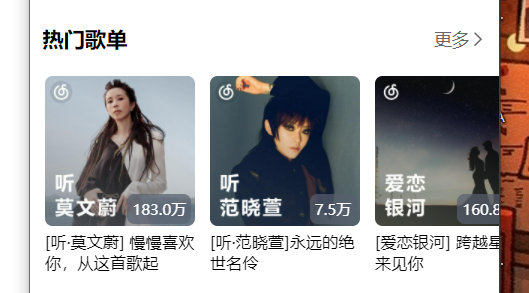 热门歌单
更多
听
莫文蔚
183.0万
听
范晓萱
7.5万
爱恋
银河
160.8
[听·莫文蔚] 慢慢喜欢
你，从这首歌起
[听·范晓萱]永远的绝
世名伶
[爱恋银河] 跨越星
来见你